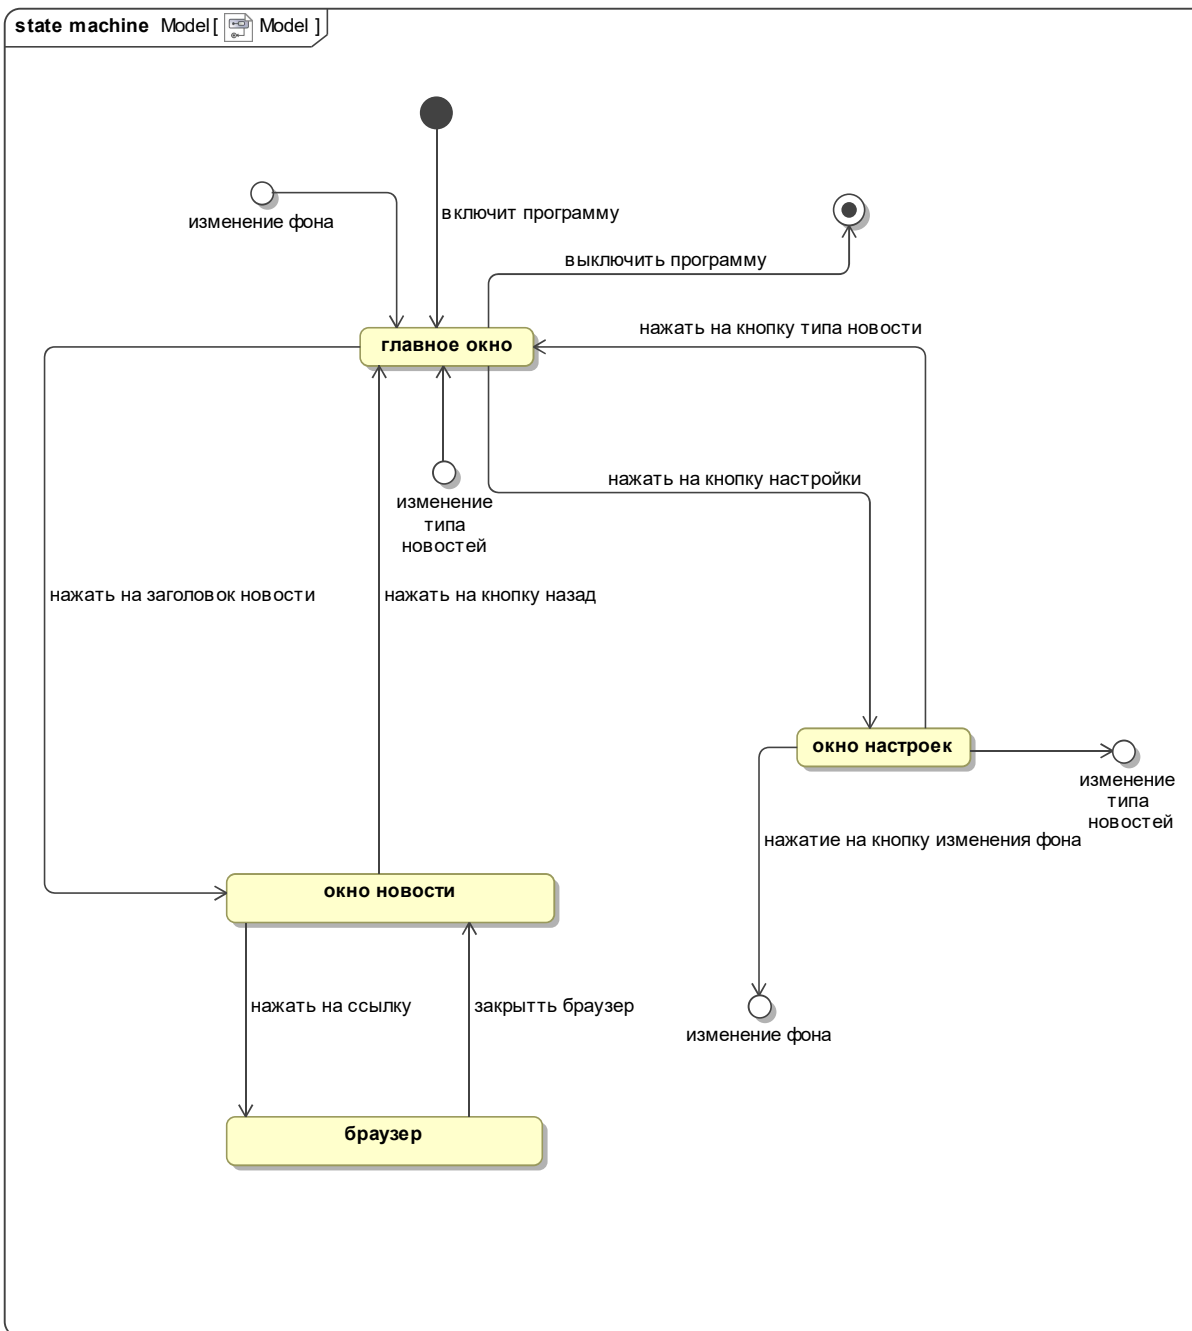 state machine Model[ Model ]
включит программу
изменение фона
выключить программу
нажать на кнопку типа новости
главное окно
нажать на кнопку настройки
изменение
типа
новостей
нажать на заголовок новости
нажать на кнопку назад
окно настроек
изменение
типа
новостей
нажатие на кнопку изменения фона
окно новости
нажать на ссылку
закрытть браузер
изменение фона
браузер